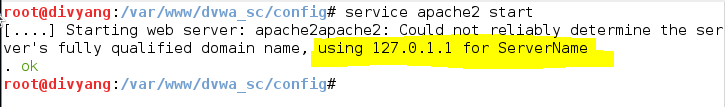 root@divyang:/var/www/dvwa_sc/config# service apache2 start
[....] Starting web server: apache2apache2: Could not reliably determine the ser
ver's fully qualified domain name, using 127.0.1.1 for ServerName
. ok
root@divyang:/var/www/dvwa_sc/config#